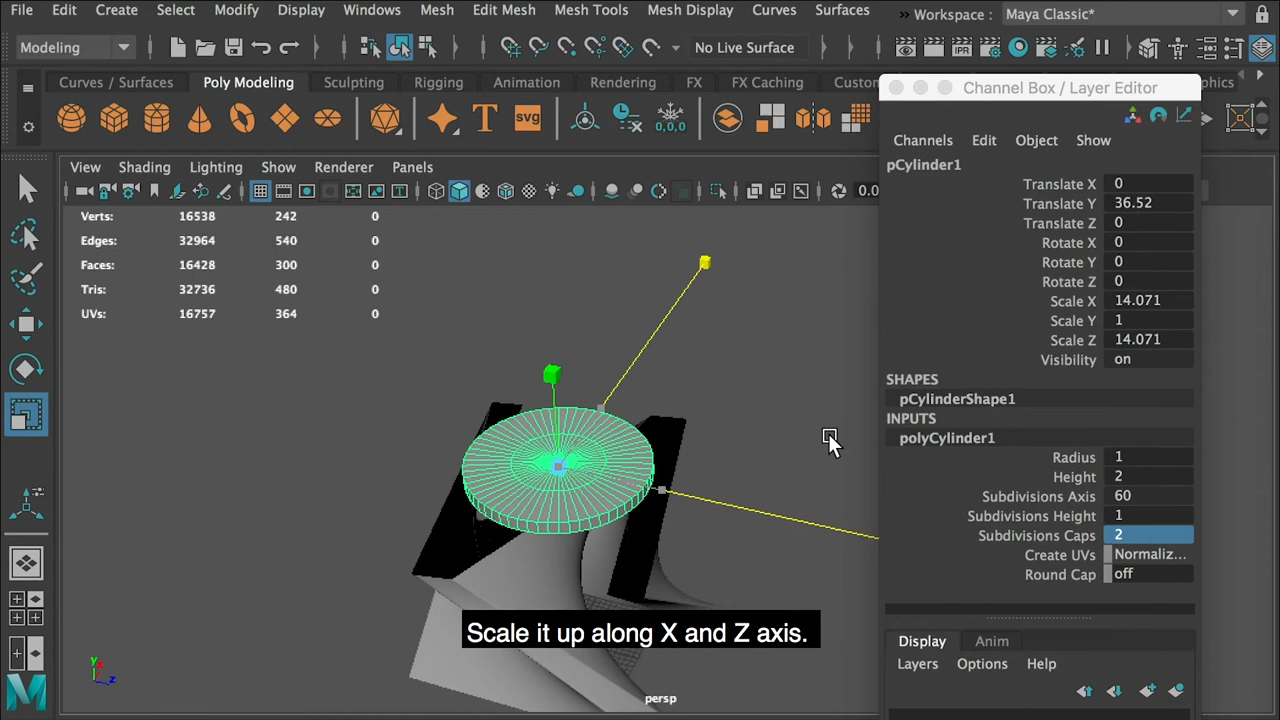 File Edit Create Select Modify Display Windows Mesh Edit Mesh Mesh Tools Mesh Display Curves Surfaces
» Workspace : Maya Classic*
Modeling No Live Surface
Curves / Surfaces Poly Modeling Sculpting Rigging Animation Rendering FX FX Caching Custom
T svg 0,0,0
View Shading Lighting Show Renderer Panels
0.0
Verts: 16538 242 0
Edges: 32964 540 0
Faces: 16428 300 0
Tris: 32736 480 0
UVs: 16757 364 0
Scale it up along X and Z axis.
persp
y x z
M
Channel Box / Layer Editor
Channels Edit Object Show
pCylinder1
Translate X 0
Translate Y 36.52
Translate Z 0
Rotate X 0
Rotate Y 0
Rotate Z 0
Scale X 14.071
Scale Y 1
Scale Z 14.071
Visibility on
SHAPES
pCylinderShape1
INPUTS
polyCylinder1
Radius 1
Height 2
Subdivisions Axis 60
Subdivisions Height 1
Subdivisions Caps 2
Create UVs Normaliz...
Round Cap off
Display Anim
Layers Options Help